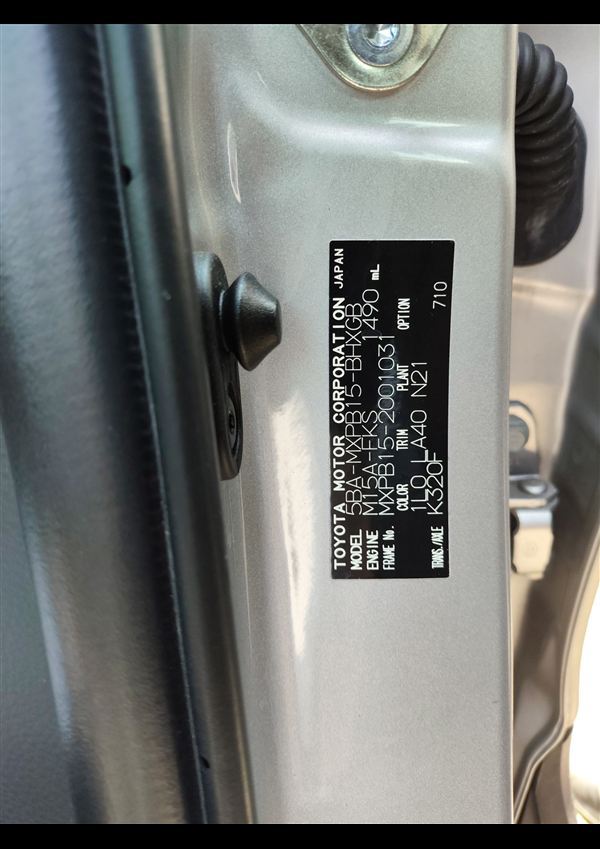 TOYOTA MOTOR CORPORATION JAPAN
MODEL 5BA-MXPB15-BHXGB
ENGINE M15A-FKS 1490 mL
FRAME No. MXPB15-2001031
COLOR TRIM PLANT OPTION
1L0 LA40 N21 710
TRANS./AXLE K320F